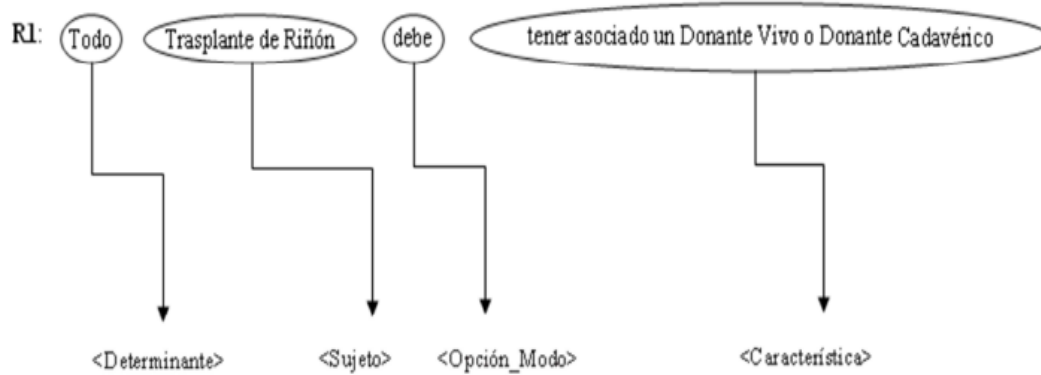 R1: Todo Trasplante de Riñón debe tener asociado un Donante Vivo o Donante Cadavérico
<Determinante> <Sujeto> <Opción_Modo> <Característica>